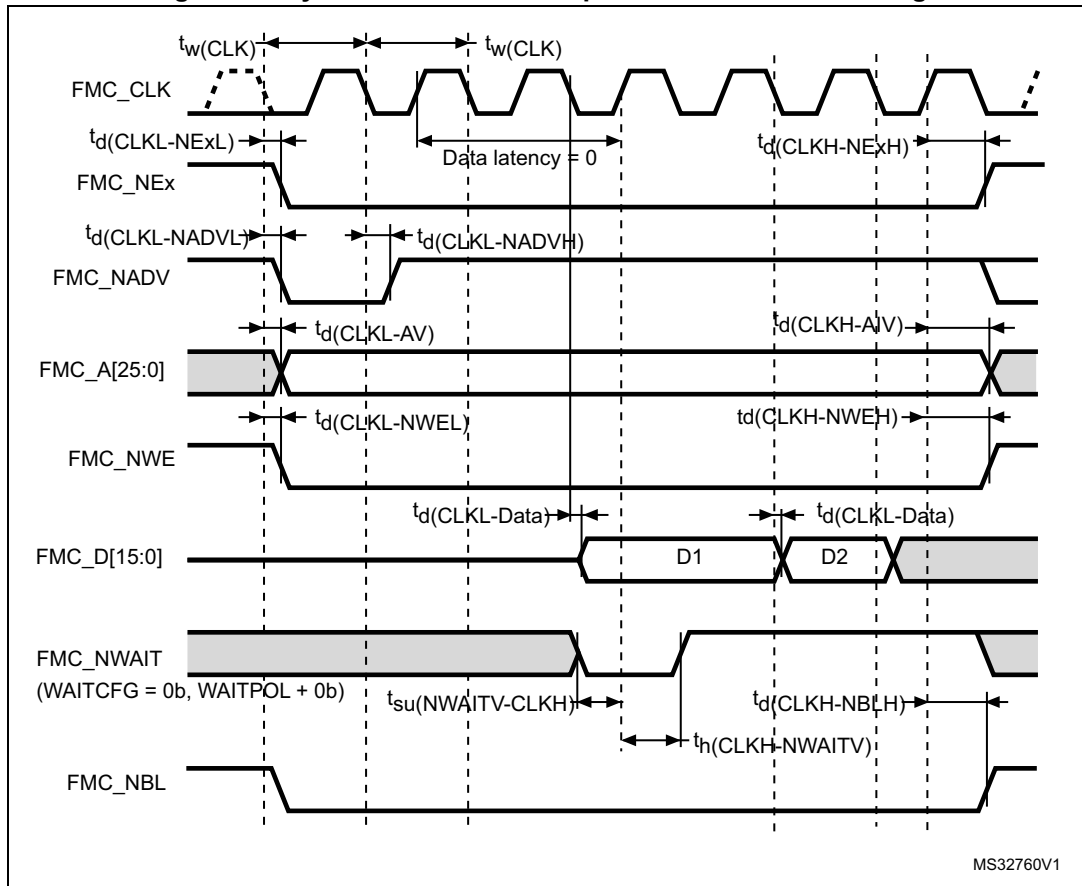 tw(CLK) tw(CLK)
FMC_CLK
td(CLKL-NExL) Data latency = 0 td(CLKH-NExH)
FMC_NEx
td(CLKL-NADVL) td(CLKL-NADVH)
FMC_NADV
td(CLKL-AV) td(CLKH-AIV)
FMC_A[25:0]
td(CLKL-NWEL) td(CLKH-NWEH)
FMC_NWE
td(CLKL-Data) td(CLKL-Data)
FMC_D[15:0] D1 D2
FMC_NWAIT
(WAITCFG = 0b, WAITPOL + 0b)
tsu(NWAITV-CLKH) td(CLKH-NBLH)
th(CLKH-NWAITV)
FMC_NBL
MS32760V1